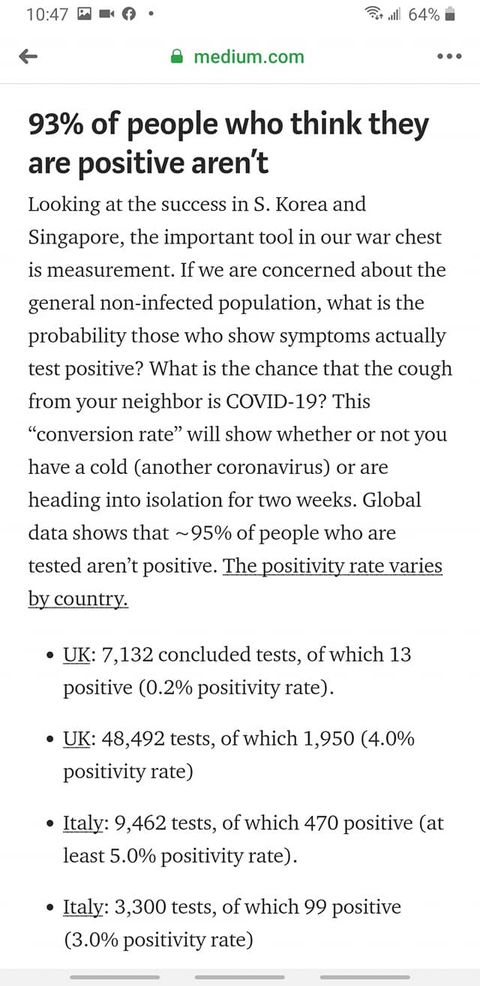 10:47
64%
medium.com
93% of people who think they
are positive aren't
Looking at the success in S. Korea and
Singapore, the important tool in our war chest
is measurement. If we are concerned about the
general non-infected population, what is the
probability those who show symptoms actually
test positive? What is the chance that the cough
from your neighbor is COVID-19? This
“conversion rate” will show whether or not you
have a cold (another coronavirus) or are
heading into isolation for two weeks. Global
data shows that ~95% of people who are
tested aren’t positive. The positivity rate varies
by country.
• UK: 7,132 concluded tests, of which 13
positive (0.2% positivity rate).
• UK: 48,492 tests, of which 1,950 (4.0%
positivity rate)
• Italy: 9,462 tests, of which 470 positive (at
least 5.0% positivity rate).
• Italy: 3,300 tests, of which 99 positive
(3.0% positivity rate)